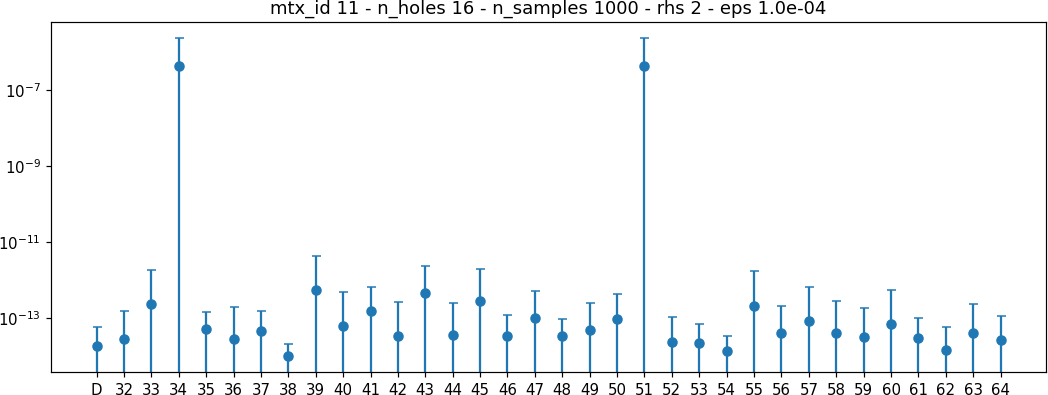 mtx_id 11 - n_holes 16 - n_samples 1000 - rhs 2 - eps 1.0e-04
10⁻⁷
10⁻⁹
10⁻¹¹
10⁻¹³
D 32 33 34 35 36 37 38 39 40 41 42 43 44 45 46 47 48 49 50 51 52 53 54 55 56 57 58 59 60 61 62 63 64